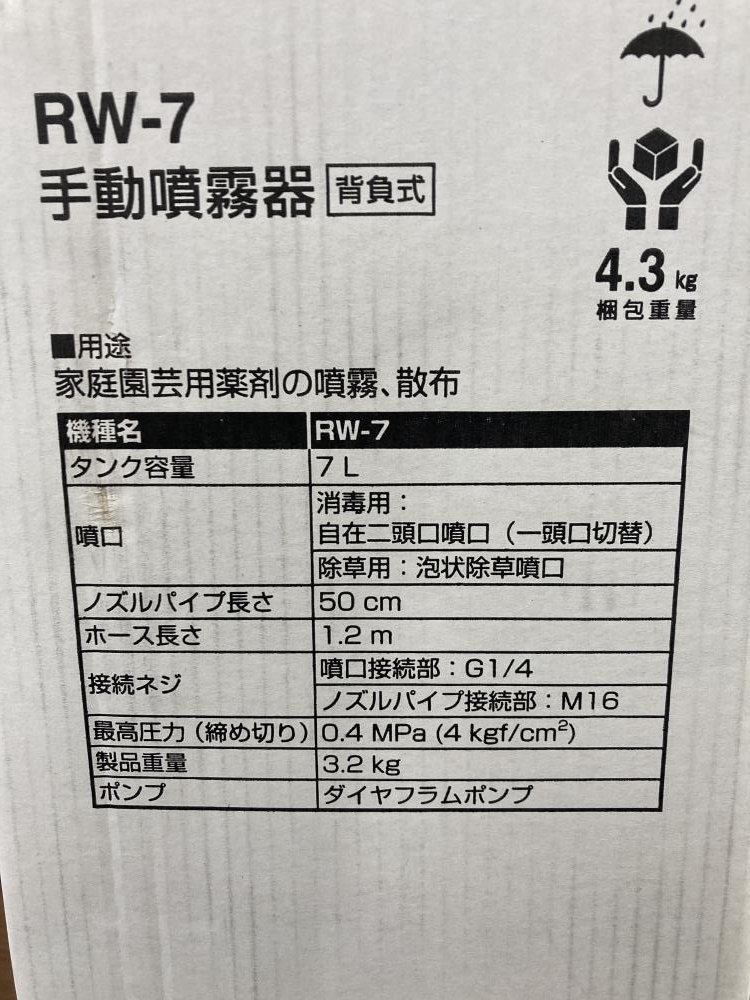 RW-7
手動噴霧器 背負式
4.3 kg
梱包重量
■用途
家庭園芸用薬剤の噴霧、散布
機種名 RW-7
タンク容量 7 L
噴口 消毒用：
自在二頭口噴口（一頭口切替）
除草用：泡状除草噴口
ノズルパイプ長さ 50 cm
ホース長さ 1.2 m
接続ネジ 噴口接続部：G1/4
ノズルパイプ接続部：M16
最高圧力（締め切り） 0.4 MPa (4 kgf/cm²)
製品重量 3.2 kg
ポンプ ダイヤフラムポンプ